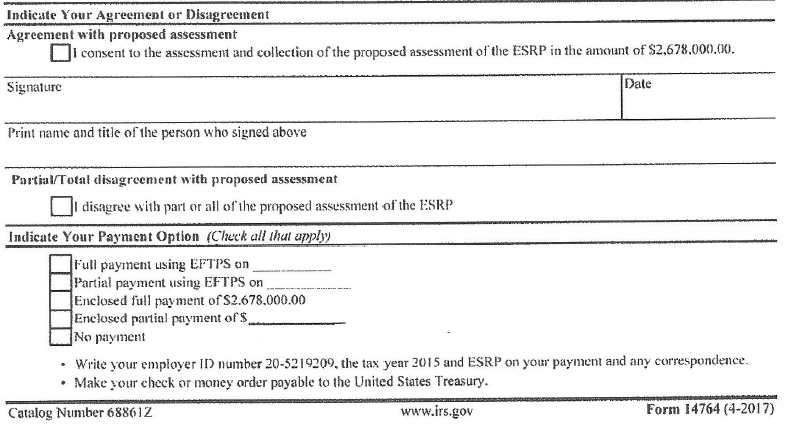 Indicate Your Agreement or Disagreement
Agreement with proposed assessment
I consent to the assessment and collection of the proposed assessment of the ESRP in the amount of $2,678,000.00.
Signature
Date
Print name and title of the person who signed above
Partial/Total disagreement with proposed assessment
I disagree with part or all of the proposed assessment of the ESRP
Indicate Your Payment Option (Check all that apply)
Full payment using EFTPS on
Partial payment using EFTPS on
Enclosed full payment of $2,678,000.00
Enclosed partial payment of $
No payment
• Write your employer ID number 20-5219209, the tax year 2015 and ESRP on your payment and any correspondence.
• Make your check or money order payable to the United States Treasury.
Catalog Number 68861Z www.irs.gov Form 14764 (4-2017)